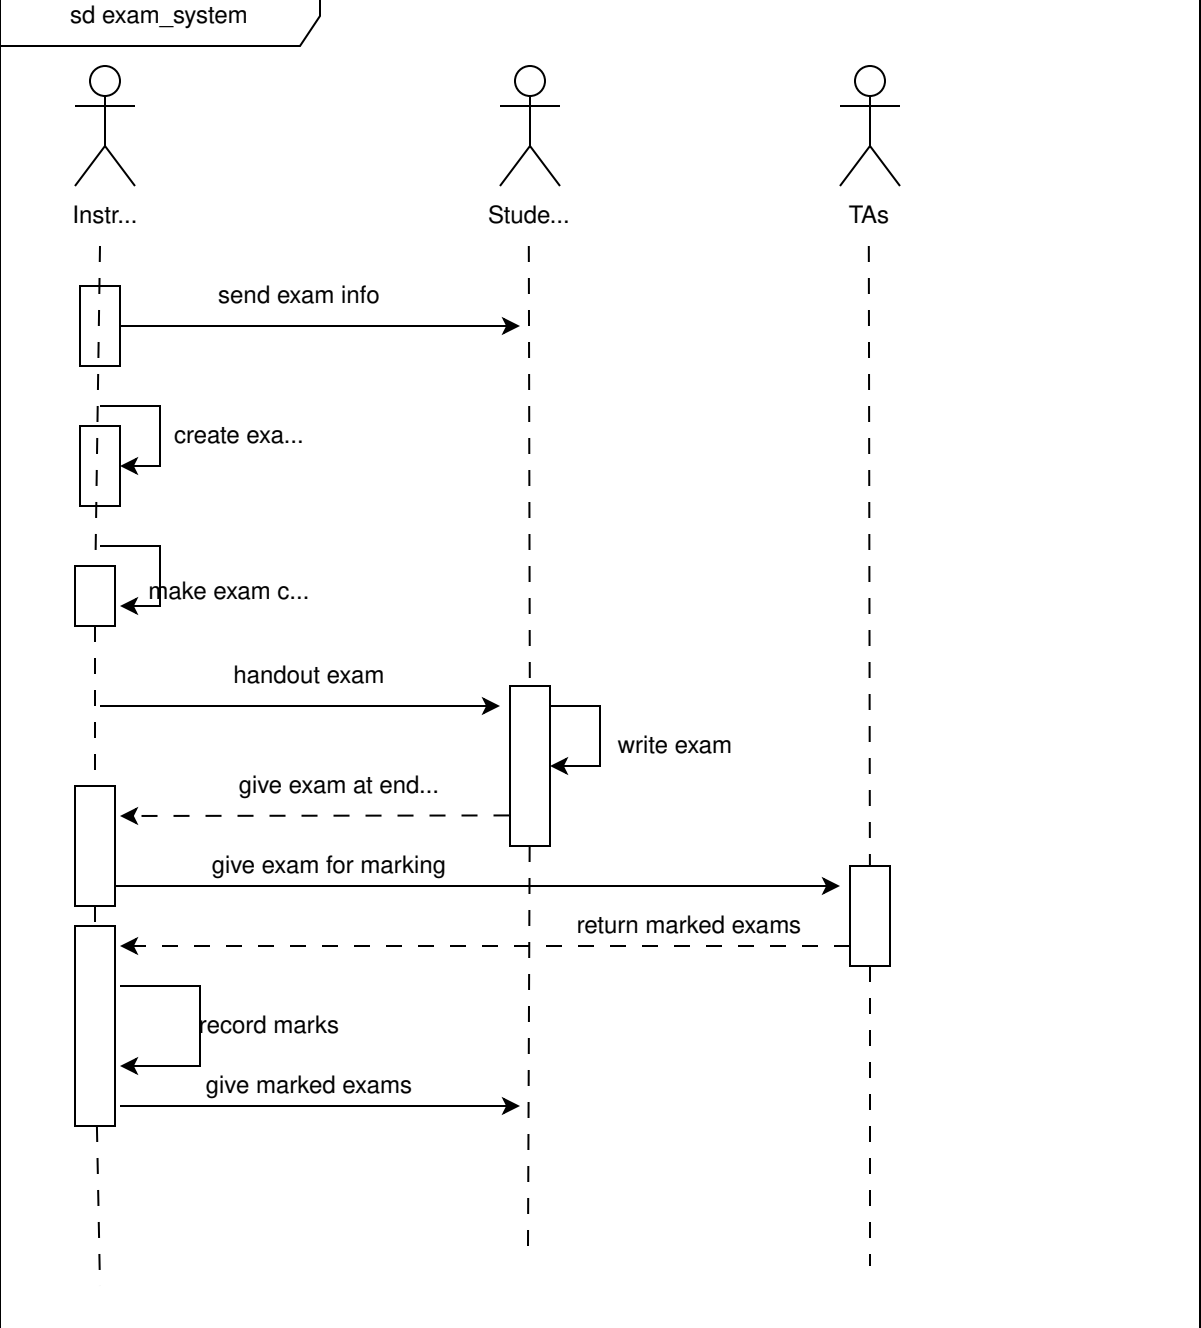 sd exam_system
Instr...
Stude...
TAs
send exam info
create exa...
make exam c...
handout exam
write exam
give exam at end...
give exam for marking
return marked exams
record marks
give marked exams